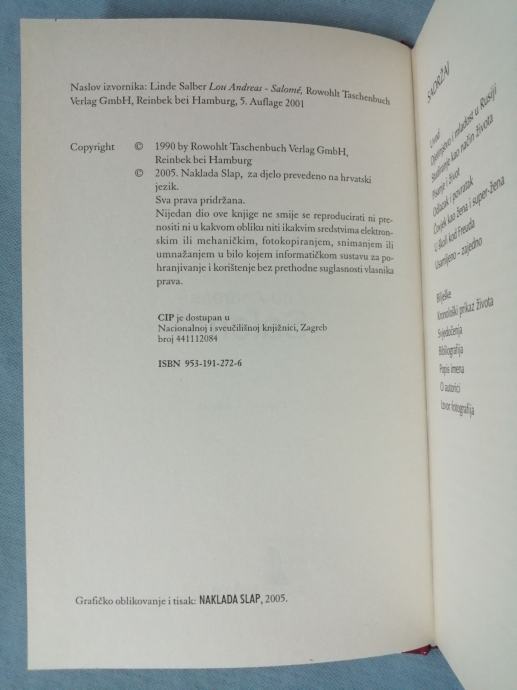 Naslov izvornika: Linde Salber Lou Andreas - Salomé, Rowohlt Taschenbuch
Verlag GmbH, Reinbek bei Hamburg, 5. Auflage 2001
Copyright © 1990 by Rowohlt Taschenbuch Verlag GmbH,
Reinbek bei Hamburg
© 2005. Naklada Slap, za djelo prevedeno na hrvatski
jezik.
Sva prava pridržana.
Nijedan dio ove knjige ne smije se reproducirati ni pre-
nositi ni u kakvom obliku niti ikakvim sredstvima elektron-
skim ili mehaničkim, fotokopiranjem, snimanjem ili
umnažanjem u bilo kojem informatičkom sustavu za po-
hranjivanje i korištenje bez prethodne suglasnosti vlasnika
prava.
CIP je dostupan u
Nacionalnoj i sveučilišnoj knjižnici, Zagreb
broj 441112084
ISBN 953-191-272-6
Grafičko oblikovanje i tisak: NAKLADA SLAP, 2005.
SADRŽAJ
Uvod
Djetinjstvo i mladost u Rusiji
Studiranje kao način života
Pisanje i život
Odlazak i povratak
Čovjek kao žena i super-žena
U školi kod Freuda
Usamljeno – zajedno
Bilješke
Kronološki prikaz života
Svjedočenja
Bibliografija
Popis imena
O autorici
Izvor fotografija